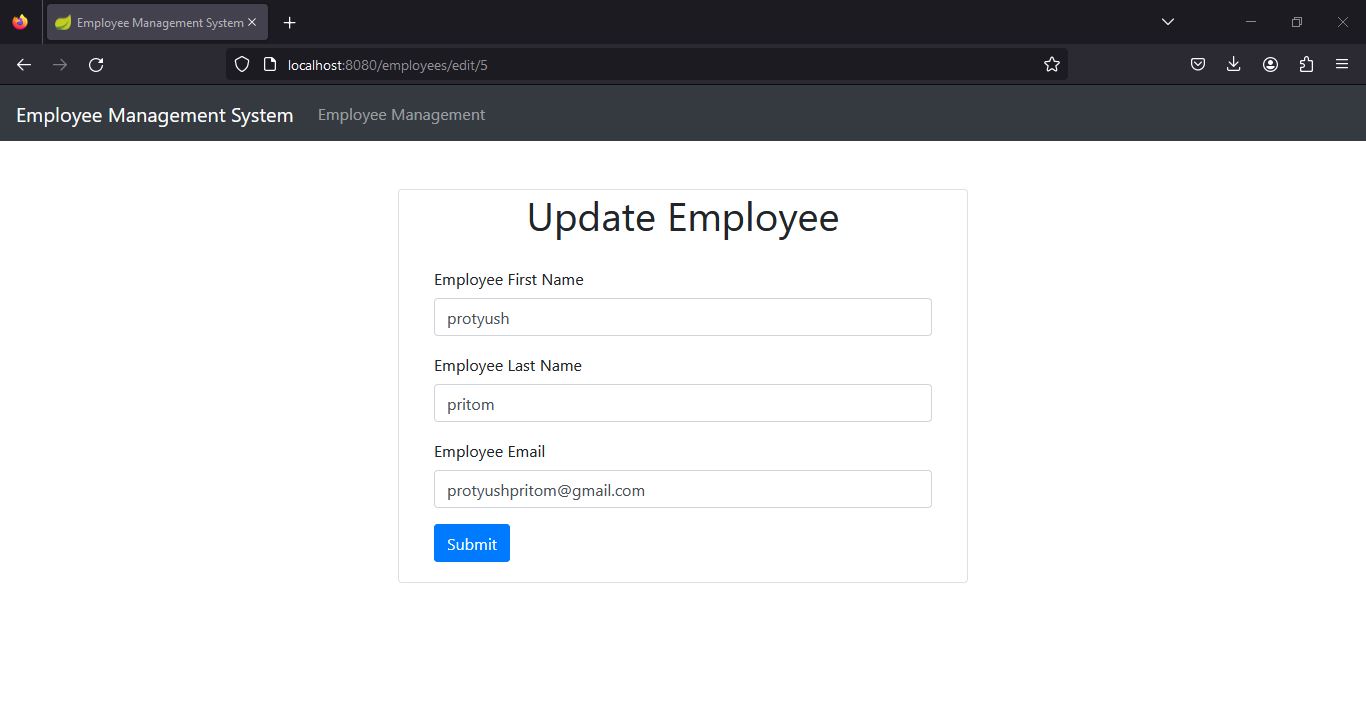 Employee Management System
localhost:8080/employees/edit/5
Employee Management System Employee Management
Update Employee
Employee First Name
protyush
Employee Last Name
pritom
Employee Email
protyushpritom@gmail.com
Submit